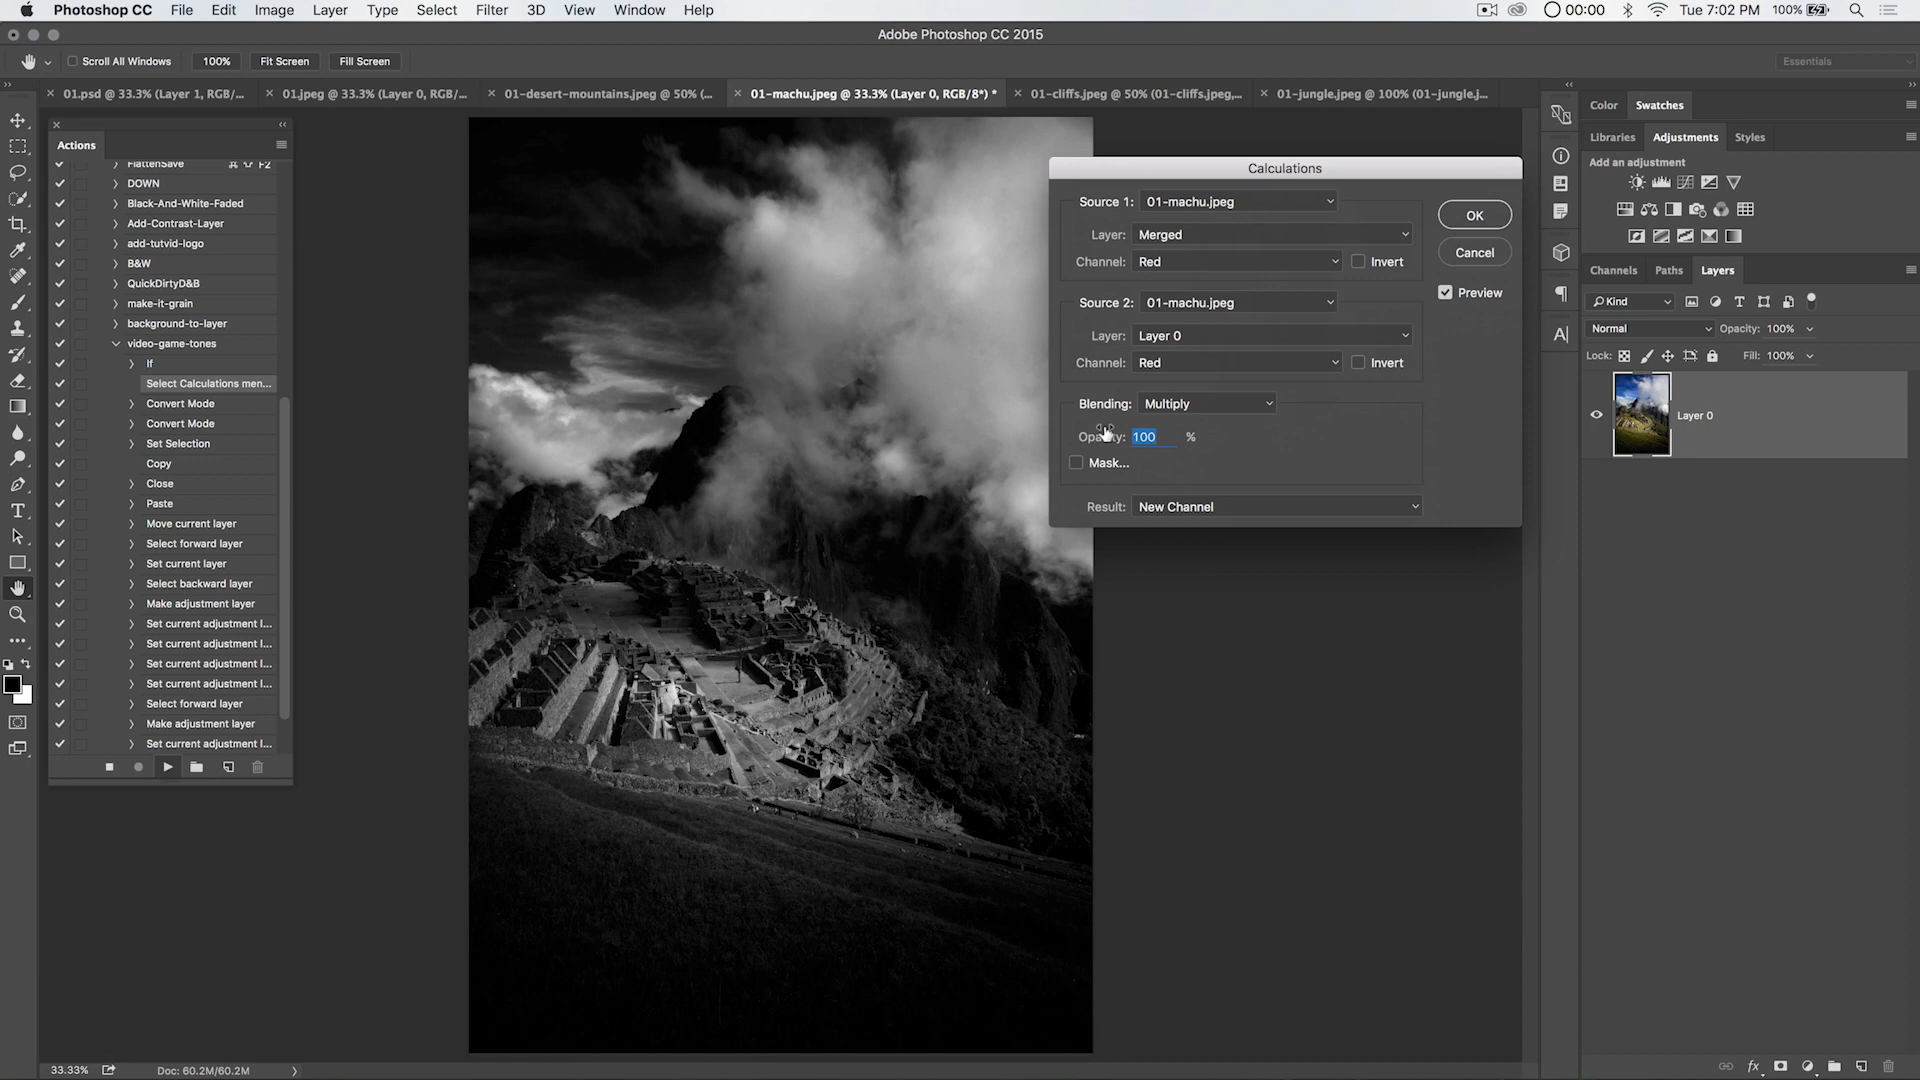 Photoshop CC File Edit Image Layer Type Select Filter 3D View Window Help 00:00 Tue 7:02 PM 100%
Adobe Photoshop CC 2015
Scroll All Windows 100% Fit Screen Fill Screen Essentials
01.psd @ 33.3% (Layer 1, RGB/... 01.jpeg @ 33.3% (Layer 0, RGB/... 01-desert-mountains.jpeg @ 50% (... 01-machu.jpeg @ 33.3% (Layer 0, RGB/8*) * 01-cliffs.jpeg @ 50% (01-cliffs.jpeg,... 01-jungle.jpeg @ 100% (01-jungle.j...
Actions
FlattenSave F2
DOWN
Black-And-White-Faded
Add-Contrast-Layer
add-tutvid-logo
B&W
QuickDirtyD&B
make-it-grain
background-to-layer
video-game-tones
If
Select Calculations men...
Convert Mode
Convert Mode
Set Selection
Copy
Close
Paste
Move current layer
Select forward layer
Set current layer
Select backward layer
Make adjustment layer
Set current adjustment l...
Set current adjustment l...
Set current adjustment l...
Set current adjustment l...
Select forward layer
Make adjustment layer
Set current adjustment l...
Calculations
Source 1: 01-machu.jpeg
Layer: Merged
Channel: Red Invert
Source 2: 01-machu.jpeg
Layer: Layer 0
Channel: Red Invert
Blending: Multiply
Opacity: 100 %
Mask...
Result: New Channel
OK
Cancel
Preview
Color Swatches
Libraries Adjustments Styles
Add an adjustment
Channels Paths Layers
Kind
Normal Opacity: 100%
Lock: Fill: 100%
Layer 0
33.33% Doc: 60.2M/60.2M